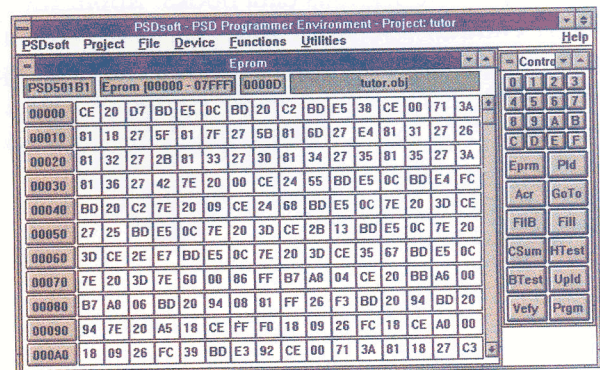 PSDsoft - PSD Programmer Environment - Project: tutor
PSDsoft Project File Device Functions Utilities Help
Eprom
Contro
PSD501B1 Eprom [00000 - 07FFF] 0000D tutor.obj
00000 CE 20 D7 BD E5 0C BD 20 C2 BD E5 38 CE 00 71 3A
00010 81 18 27 5F 81 7F 27 5B 81 6D 27 E4 81 31 27 26
00020 81 32 27 2B 81 33 27 30 81 34 27 35 81 35 27 3A
00030 81 36 27 42 7E 20 00 CE 24 55 BD E5 0C BD E4 FC
00040 BD 20 C2 7E 20 09 CE 24 68 BD E5 0C 7E 20 3D CE
00050 27 25 BD E5 0C 7E 20 3D CE 2B 13 BD E5 0C 7E 20
00060 3D CE 2E E7 BD E5 0C 7E 20 3D CE 35 67 BD E5 0C
00070 7E 20 3D 7E 60 00 86 FF B7 A8 04 CE 20 BB A6 00
00080 B7 A8 06 BD 20 94 08 81 FF 26 F3 BD 20 94 BD 20
00090 94 7E 20 A5 18 CE FF F0 18 09 26 FC 18 CE A0 00
000A0 18 09 26 FC 39 BD E3 92 CE 00 71 3A 81 18 27 C3
0 1 2 3
4 5 6 7
8 9 A B
C D E F
Eprm Pld
Acr GoTo
FilB Fill
CSum HTest
BTest Upld
Vefy Prgm